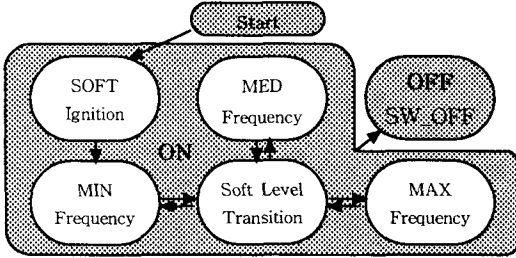 Start
SOFT
Ignition
MED
Frequency
OFF
SW_OFF
ON
MIN
Frequency
Soft Level
Transition
MAX
Frequency